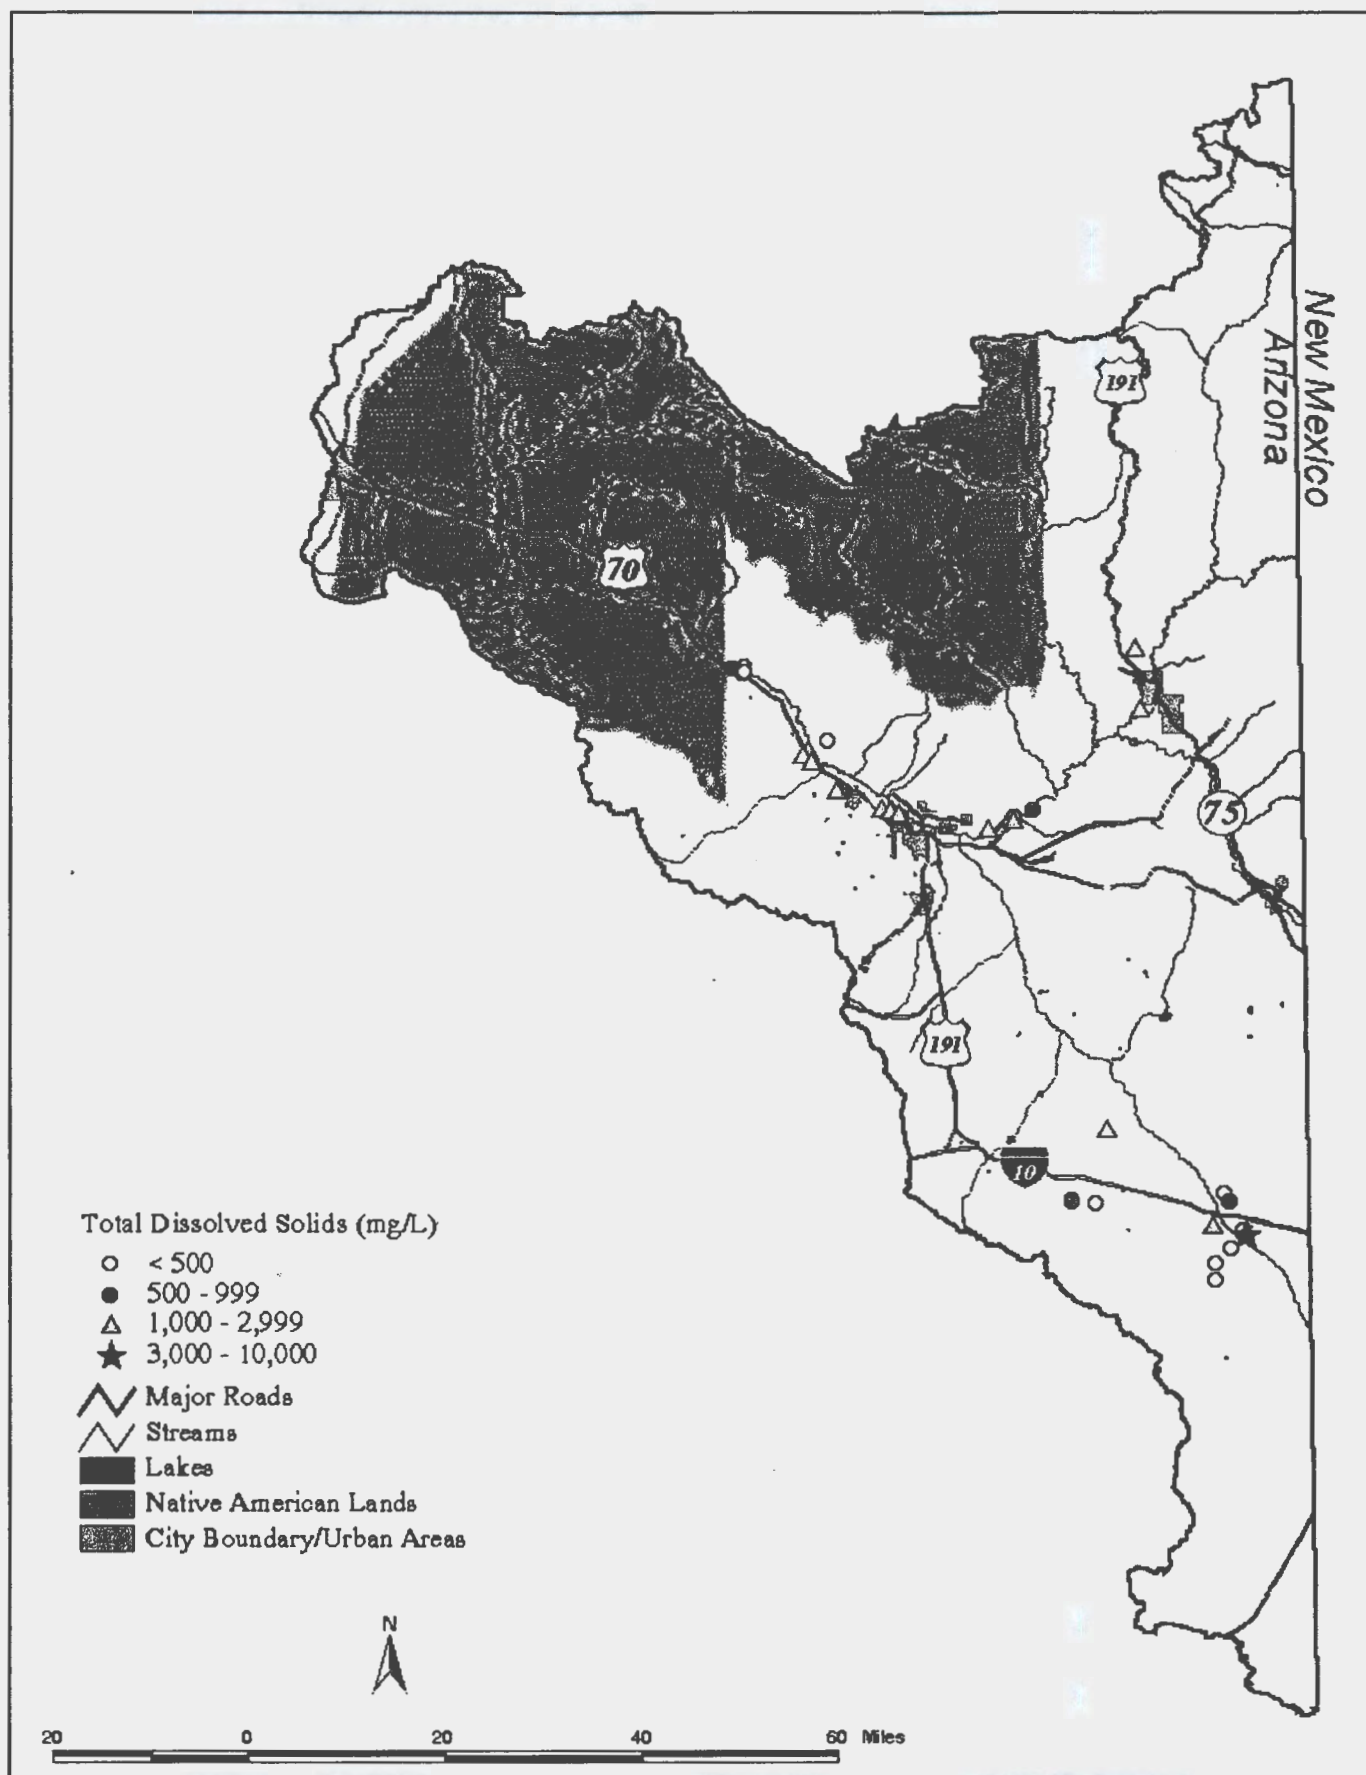 New Mexico
Arizona
191
70
75
191
10
Total Dissolved Solids (mg/L)
< 500
500 - 999
1,000 - 2,999
3,000 - 10,000
Major Roads
Streams
Lakes
Native American Lands
City Boundary/Urban Areas
N
20 0 20 40 60 Miles